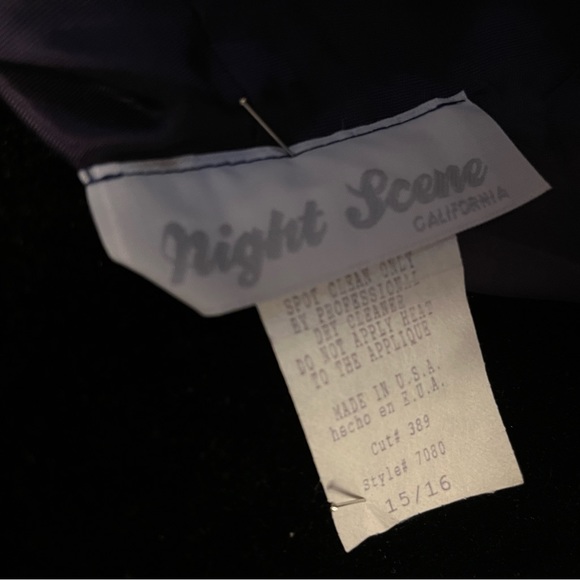 Night Scene
CALIFORNIA
SPOT CLEAN ONLY
BY PROFESSIONAL
DRY CLEANER
DO NOT APPLY HEAT
TO THE APPLIQUE
MADE IN U.S.A.
hecho en E.U.A.
Cut# 389
Style# 7080
15/16